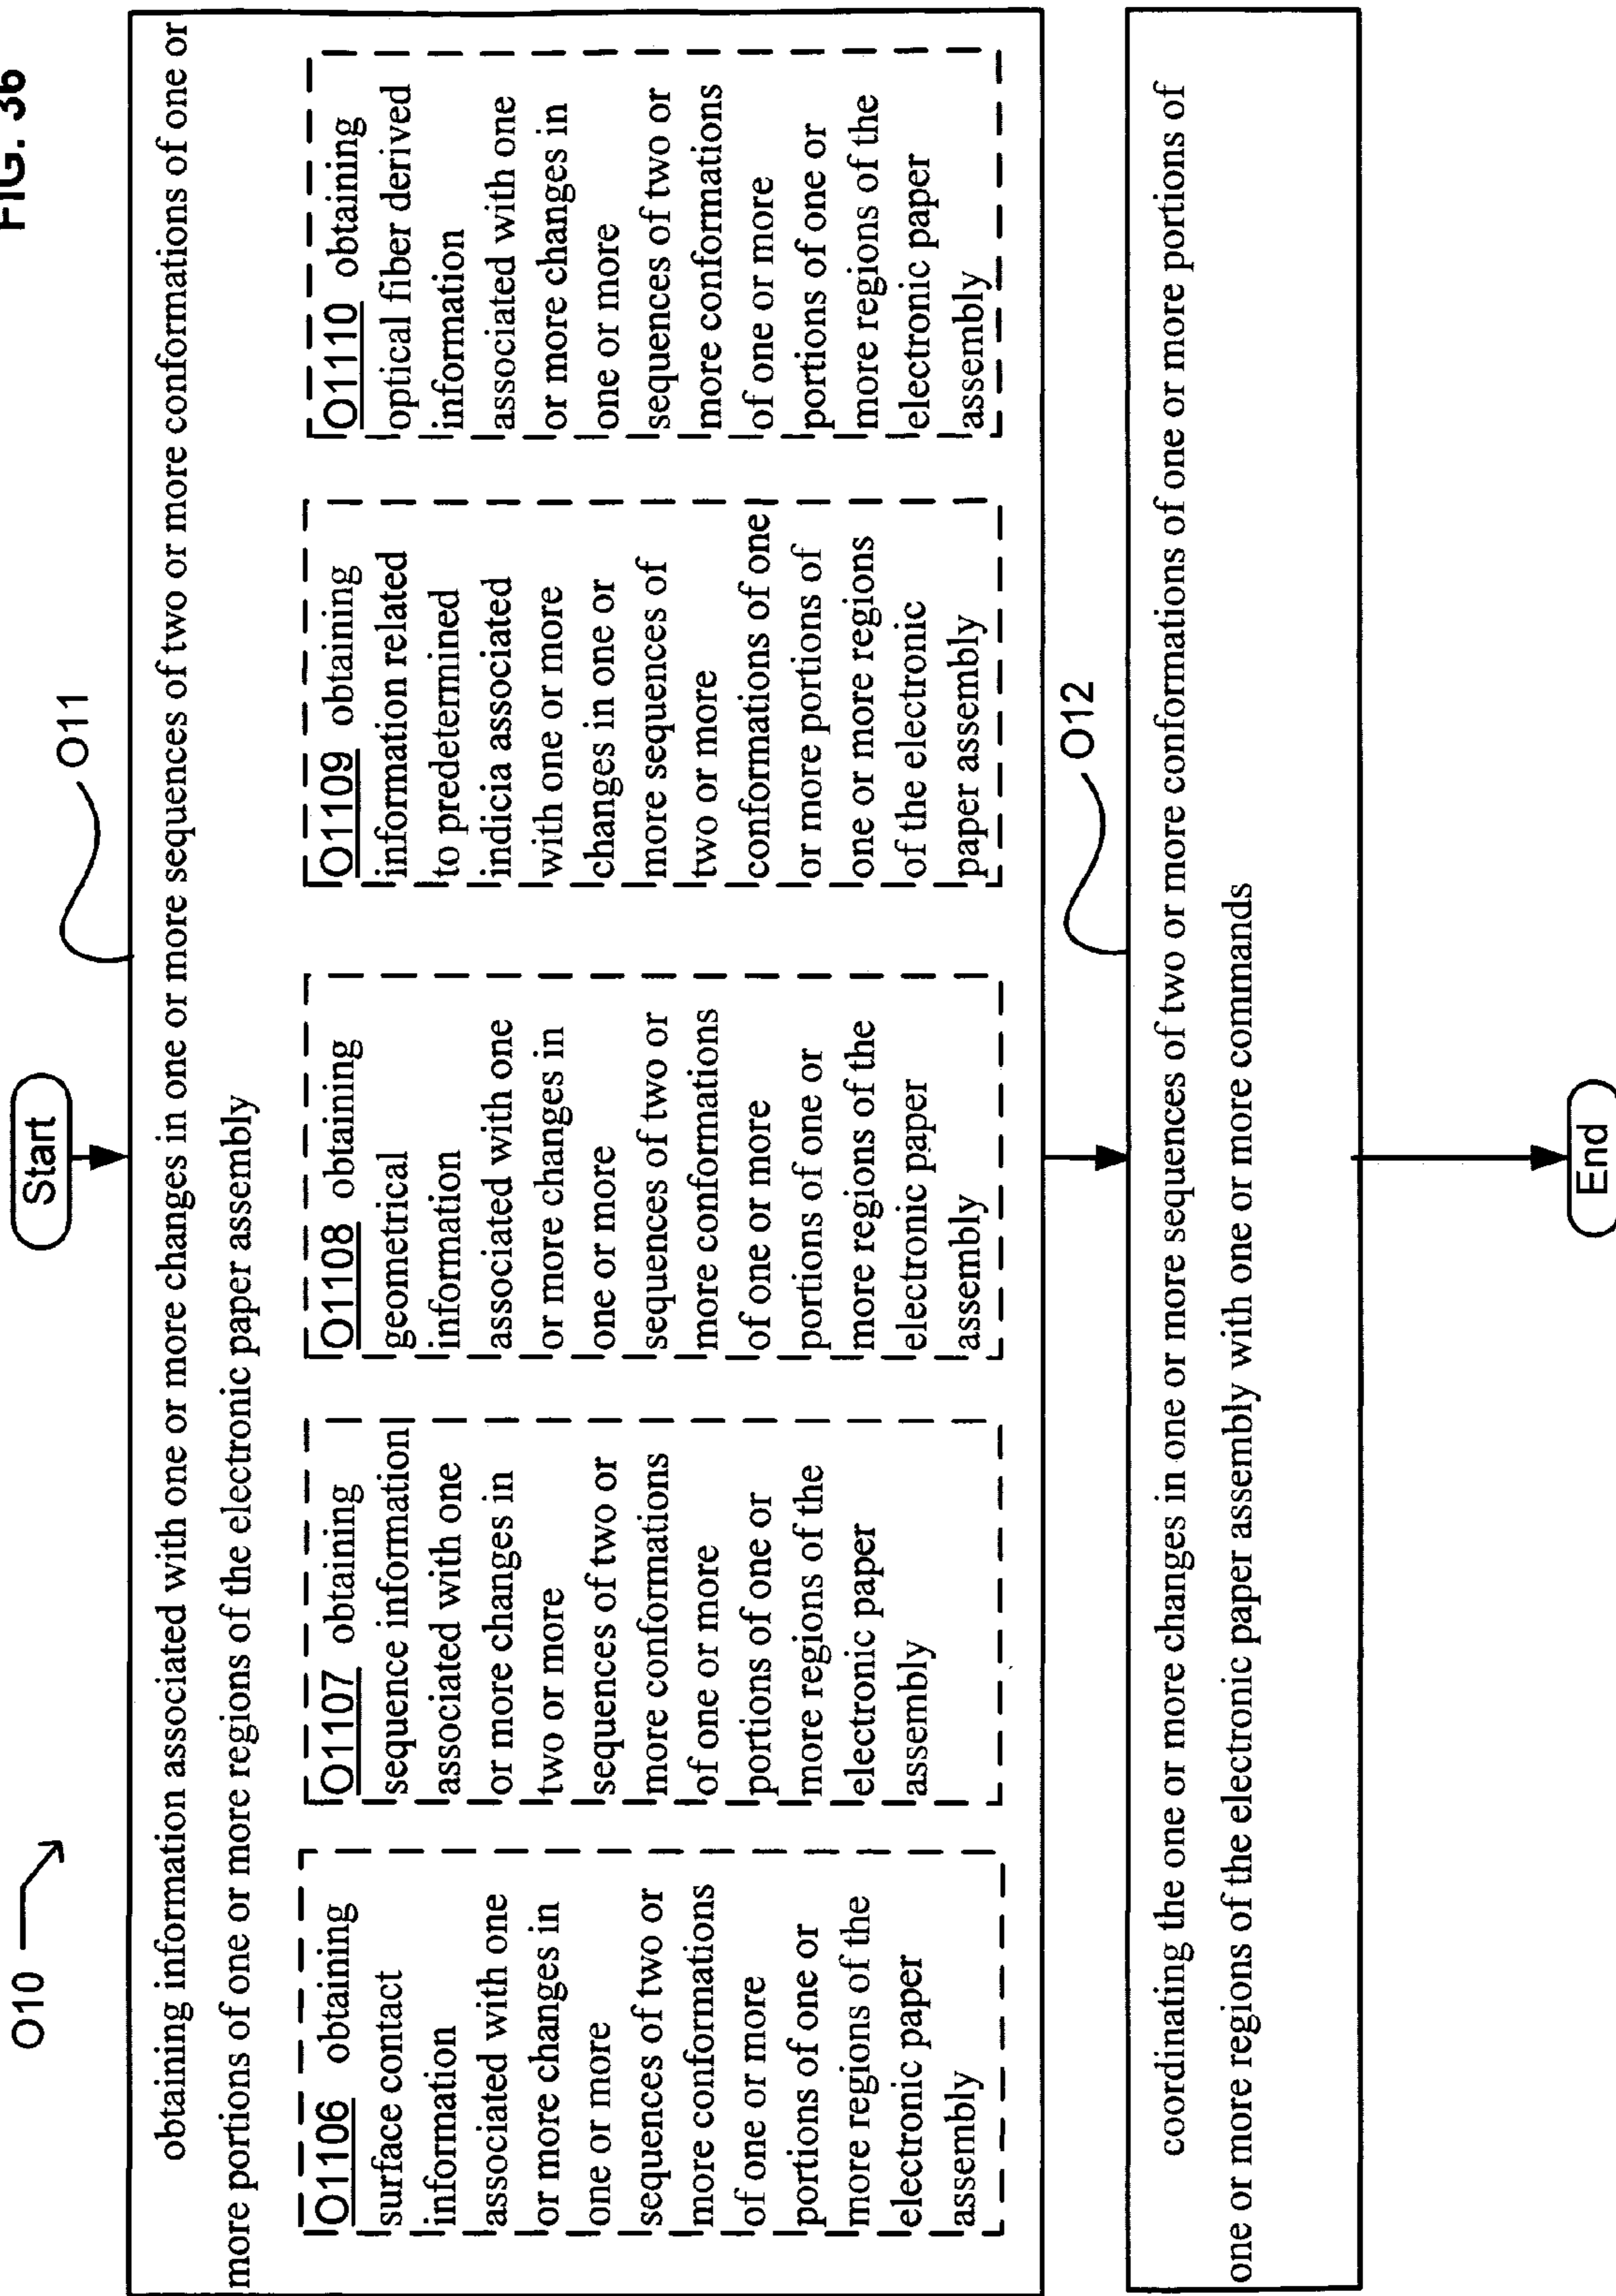 FIG. 36
O10
Start
O11
obtaining information associated with one or more changes in one or more sequences of two or more conformations of one or
more portions of one or more regions of the electronic paper assembly
O1106 obtaining
surface contact
information
associated with one
or more changes in
one or more
sequences of two or
more conformations
of one or more
portions of one or
more regions of the
electronic paper
assembly
O1107 obtaining
sequence information
associated with one
or more changes in
two or more
sequences of two or
more conformations
of one or more
portions of one or
more regions of the
electronic paper
assembly
O1108 obtaining
geometrical
information
associated with one
or more changes in
one or more
sequences of two or
more conformations
of one or more
portions of one or
more regions of the
electronic paper
assembly
O1109 obtaining
information related
to predetermined
indicia associated
with one or more
changes in one or
more sequences of
two or more
conformations of one
or more portions of
one or more regions
of the electronic
paper assembly
O1110 obtaining
optical fiber derived
information
associated with one
or more changes in
one or more
sequences of two or
more conformations
of one or more
portions of one or
more regions of the
electronic paper
assembly
O12
coordinating the one or more changes in one or more sequences of two or more conformations of one or more portions of
one or more regions of the electronic paper assembly with one or more commands
End